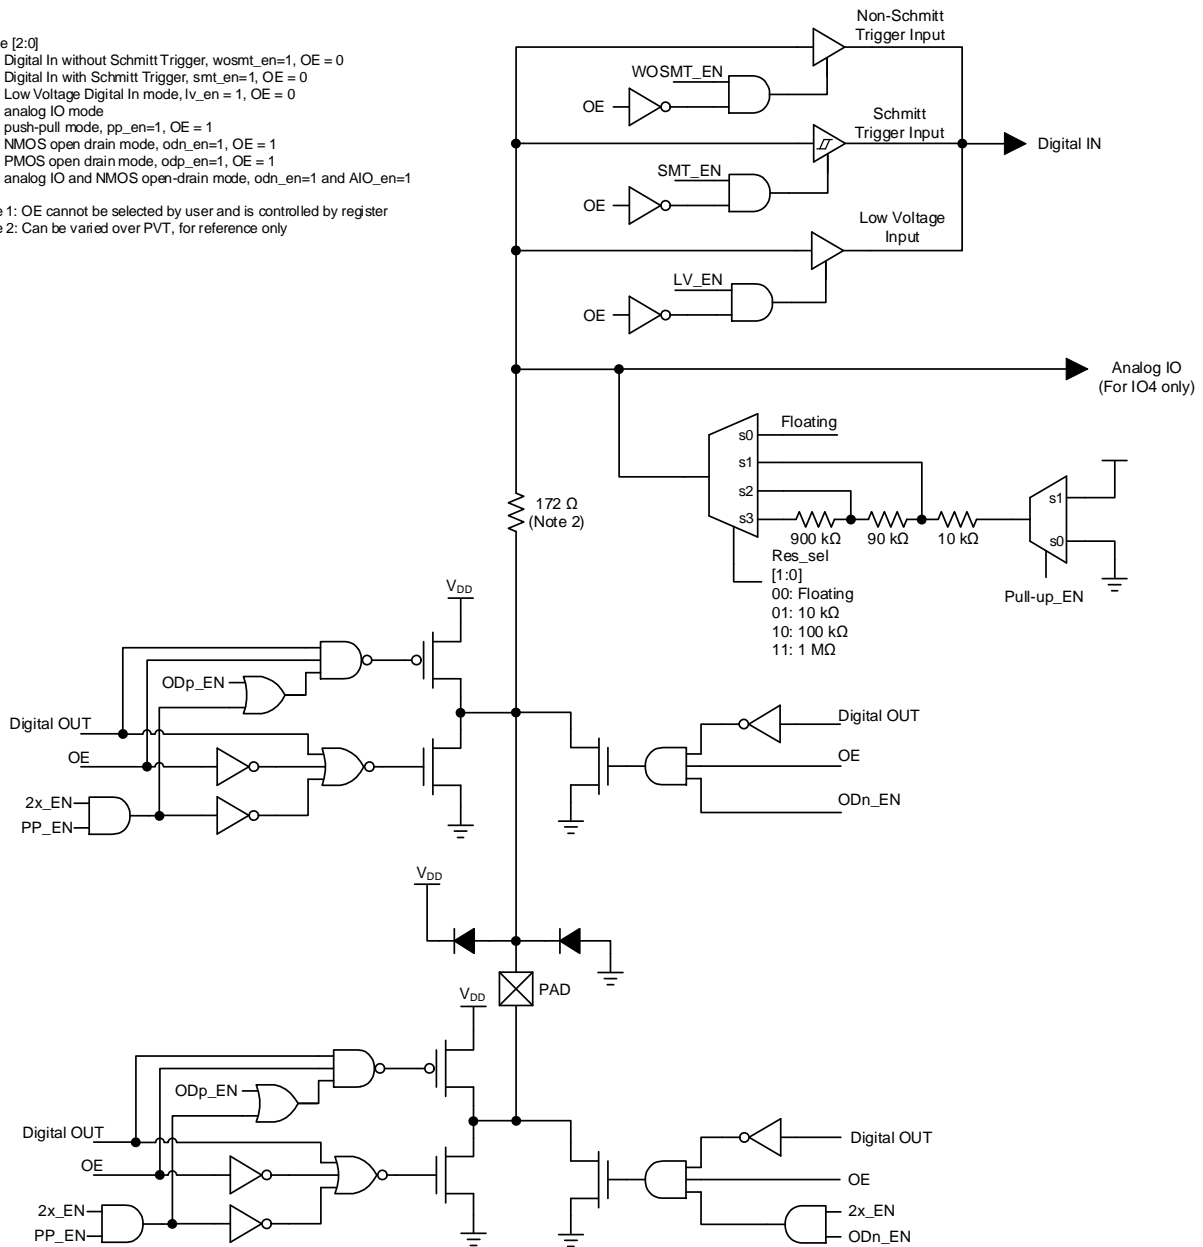 e [2:0]
Digital In without Schmitt Trigger, wosmt_en=1, OE = 0
Digital In with Schmitt Trigger, smt_en=1, OE = 0
Low Voltage Digital In mode, lv_en = 1, OE = 0
analog IO mode
push-pull mode, pp_en=1, OE = 1
NMOS open drain mode, odn_en=1, OE = 1
PMOS open drain mode, odp_en=1, OE = 1
analog IO and NMOS open-drain mode, odn_en=1 and AIO_en=1
e 1: OE cannot be selected by user and is controlled by register
e 2: Can be varied over PVT, for reference only
Non-Schmitt
Trigger Input
WOSMT_EN
OE
Schmitt
Trigger Input
Digital IN
SMT_EN
OE
Low Voltage
Input
LV_EN
OE
Analog IO
(For IO4 only)
Floating
s0
s1
s2
s3
900 kΩ
90 kΩ
10 kΩ
s1
s0
Pull-up_EN
Res_sel
[1:0]
00: Floating
01: 10 kΩ
10: 100 kΩ
11: 1 MΩ
172 Ω
(Note 2)
VDD
ODp_EN
Digital OUT
OE
2x_EN
PP_EN
Digital OUT
OE
ODn_EN
VDD
PAD
VDD
ODp_EN
Digital OUT
OE
2x_EN
PP_EN
Digital OUT
OE
2x_EN
ODn_EN